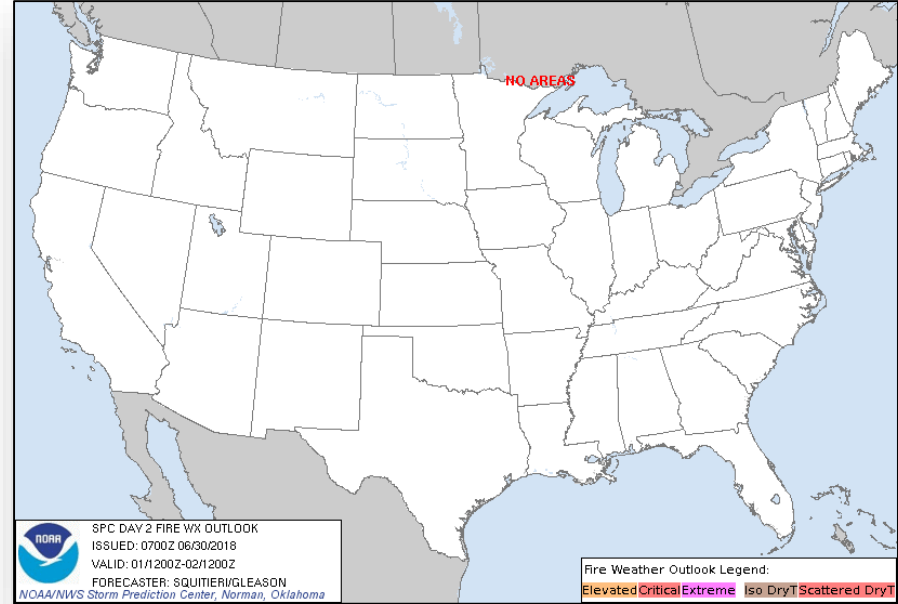 NO AREAS
NOAA
SPC DAY 2 FIRE WX OUTLOOK
ISSUED: 0700Z 06/30/2018
VALID: 01/1200Z-02/1200Z
FORECASTER: SQUITIERI/GLEASON
NOAA/NWS Storm Prediction Center, Norman, Oklahoma
Fire Weather Outlook Legend:
Elevated Critical Extreme Iso DryT Scattered DryT